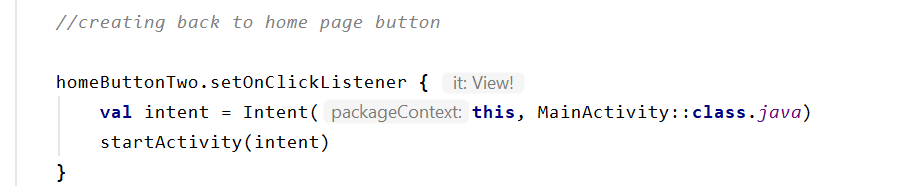 //creating back to home page button
homeButtonTwo.setOnClickListener { it: View!
val intent = Intent( packageContext: this, MainActivity::class.java)
startActivity(intent)
}